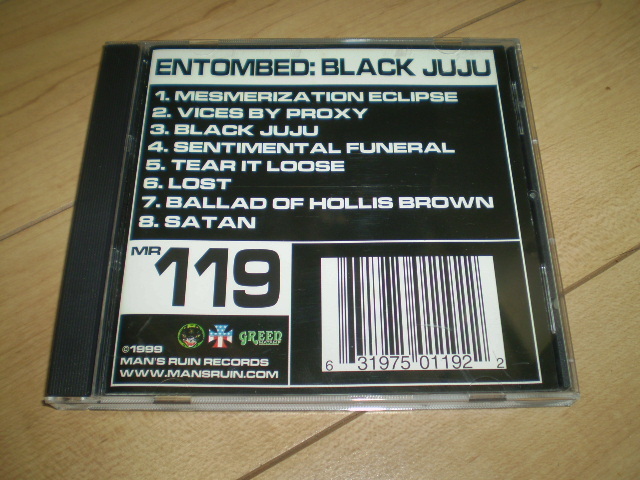 ENTOMBED: BLACK JUJU
1. MESMERIZATION ECLIPSE
2. VICES BY PROXY
3. BLACK JUJU
4. SENTIMENTAL FUNERAL
5. TEAR IT LOOSE
6. LOST
7. BALLAD OF HOLLIS BROWN
8. SATAN
MR
119
GREED
©1999
MAN'S RUIN RECORDS
WWW.MANSRUIN.COM
6 31975 01192 2